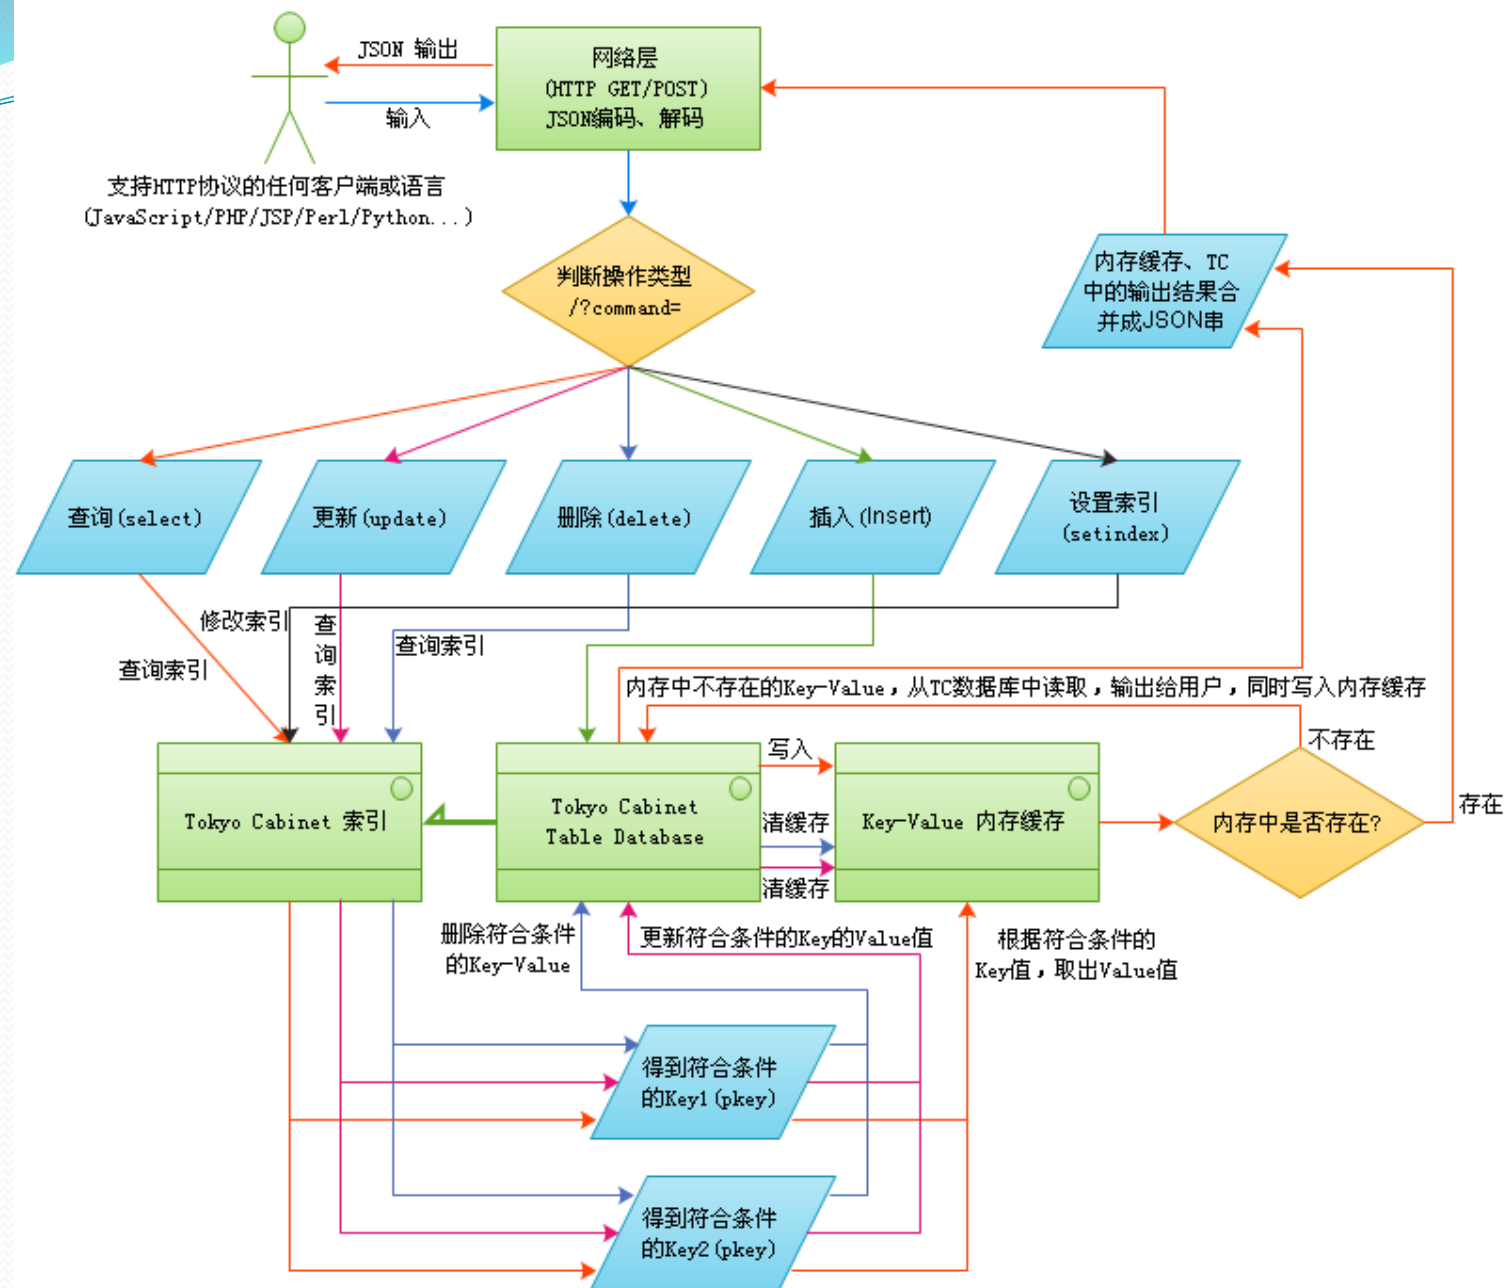 JSON 输出
输入
网络层
(HTTP GET/POST)
JSON编码、解码
支持HTTP协议的任何客户端或语言
(JavaScript/PHP/JSP/Perl/Python...)
判断操作类型
/?command=
内存缓存、TC
中的输出结果合
并成JSON串
查询(select)
更新(update)
删除(delete)
插入(Insert)
设置索引
(setindex)
修改索引
查询索引
查
询
索
引
查询索引
内存中不存在的Key-Value，从TC数据库中读取，输出给用户，同时写入内存缓存
不存在
存在
Tokyo Cabinet 索引
Tokyo Cabinet
Table Database
写入
清缓存
清缓存
Key-Value 内存缓存
内存中是否存在?
删除符合条件
的Key-Value
更新符合条件的Key的Value值
根据符合条件的
Key值，取出Value值
得到符合条件
的Key1(pkey)
得到符合条件
的Key2(pkey)